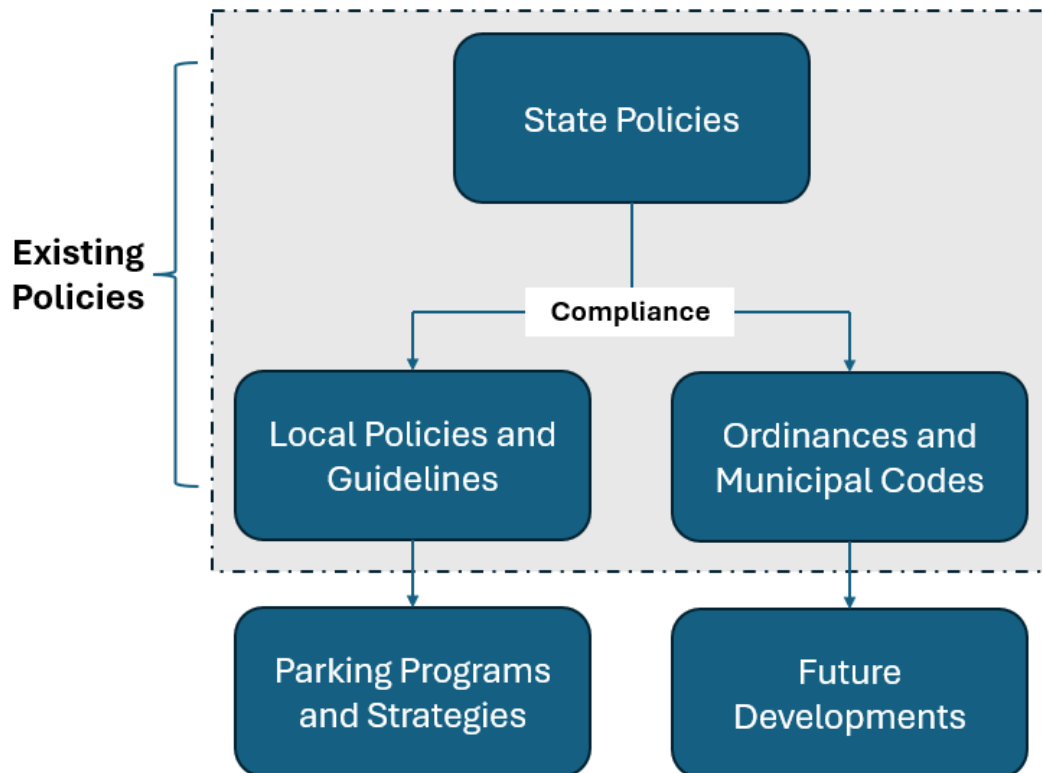 State Policies
Existing
Policies
Compliance
Local Policies and
Guidelines
Ordinances and
Municipal Codes
Parking Programs
and Strategies
Future
Developments